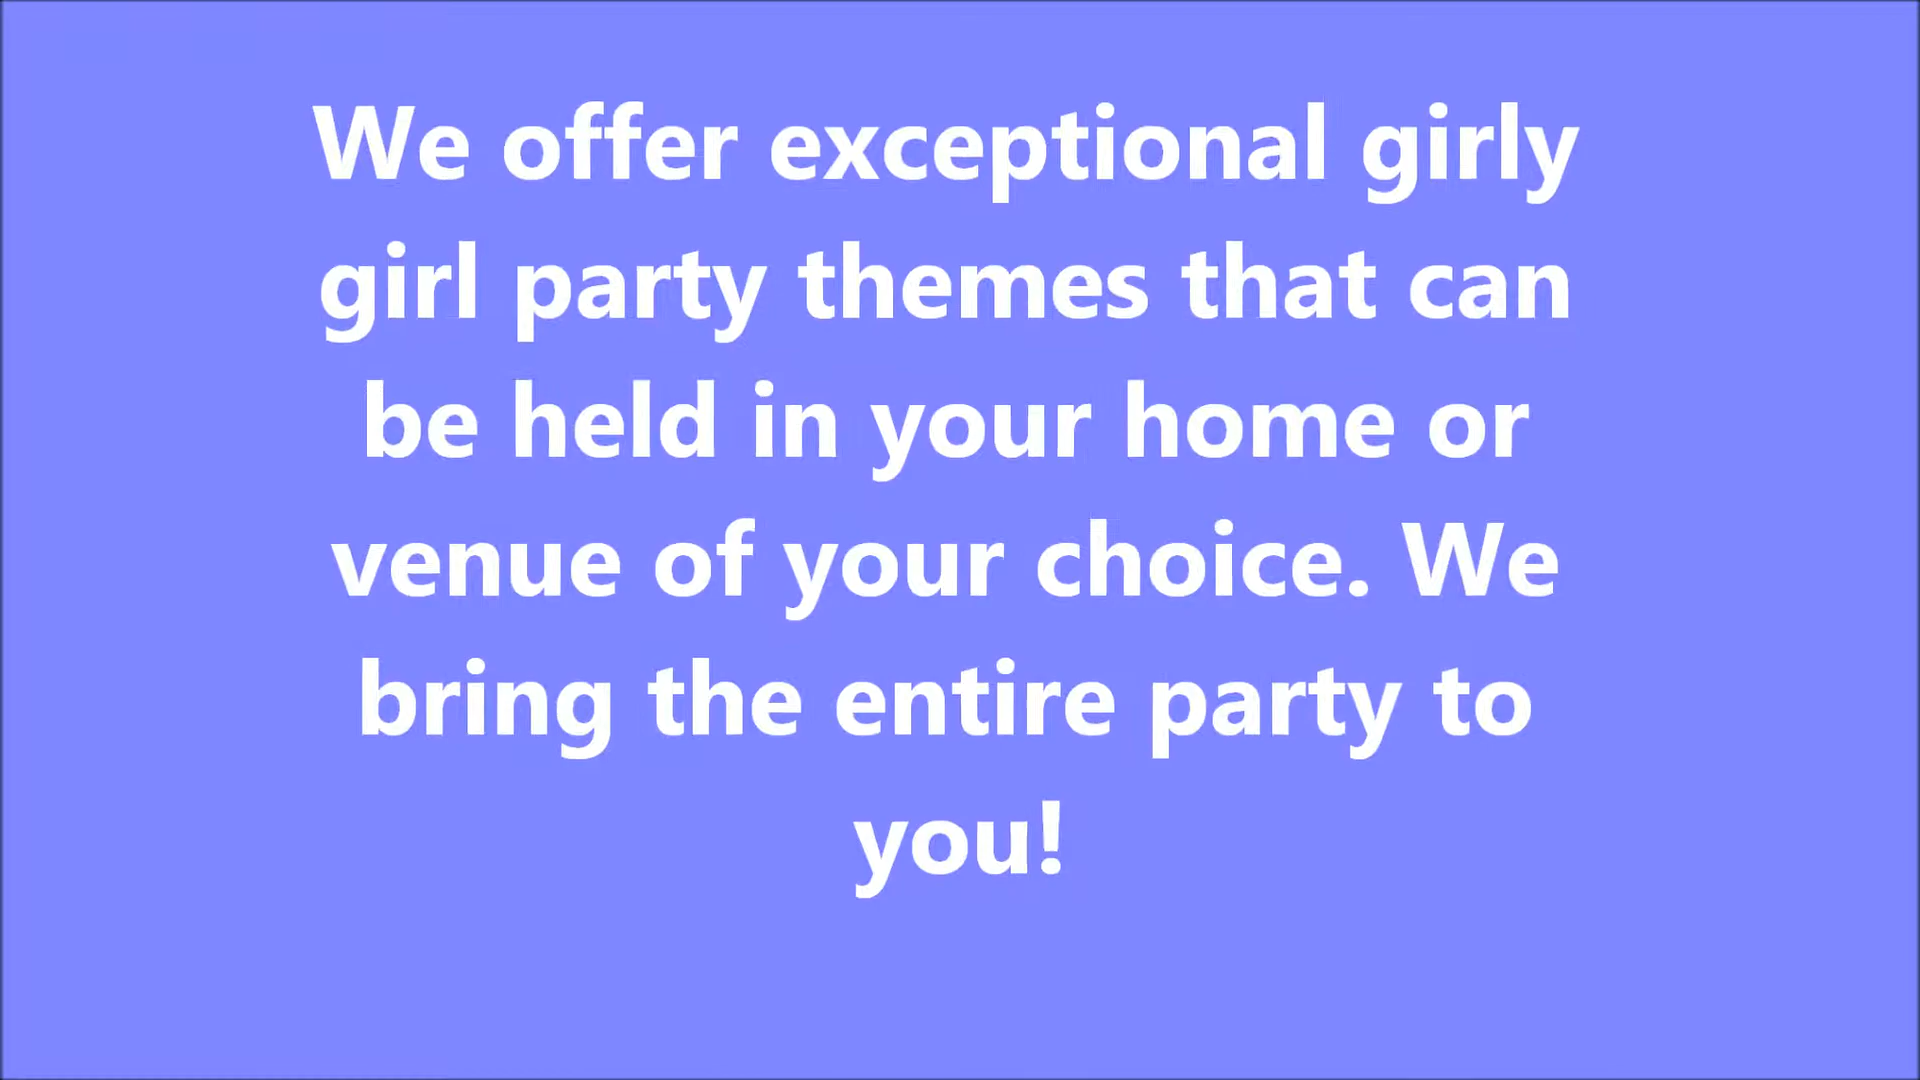 We offer exceptional girly
girl party themes that can
be held in your home or
venue of your choice. We
bring the entire party to
you!